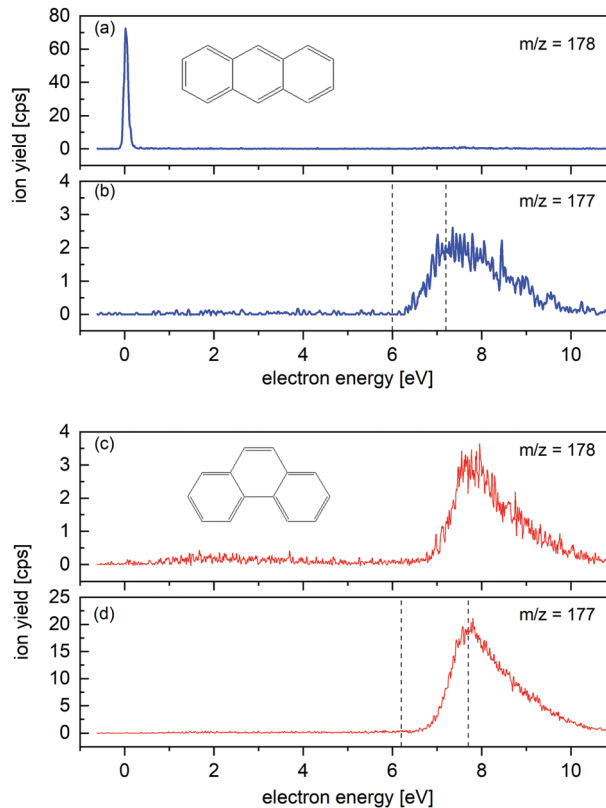 (a)
m/z = 178
80
60
40
20
0
ion yield [cps]
(b)
m/z = 177
4
3
2
1
0
0 2 4 6 8 10
electron energy [eV]
(c)
m/z = 178
4
3
2
1
0
ion yield [cps]
(d)
m/z = 177
25
20
15
10
5
0
0 2 4 6 8 10
electron energy [eV]